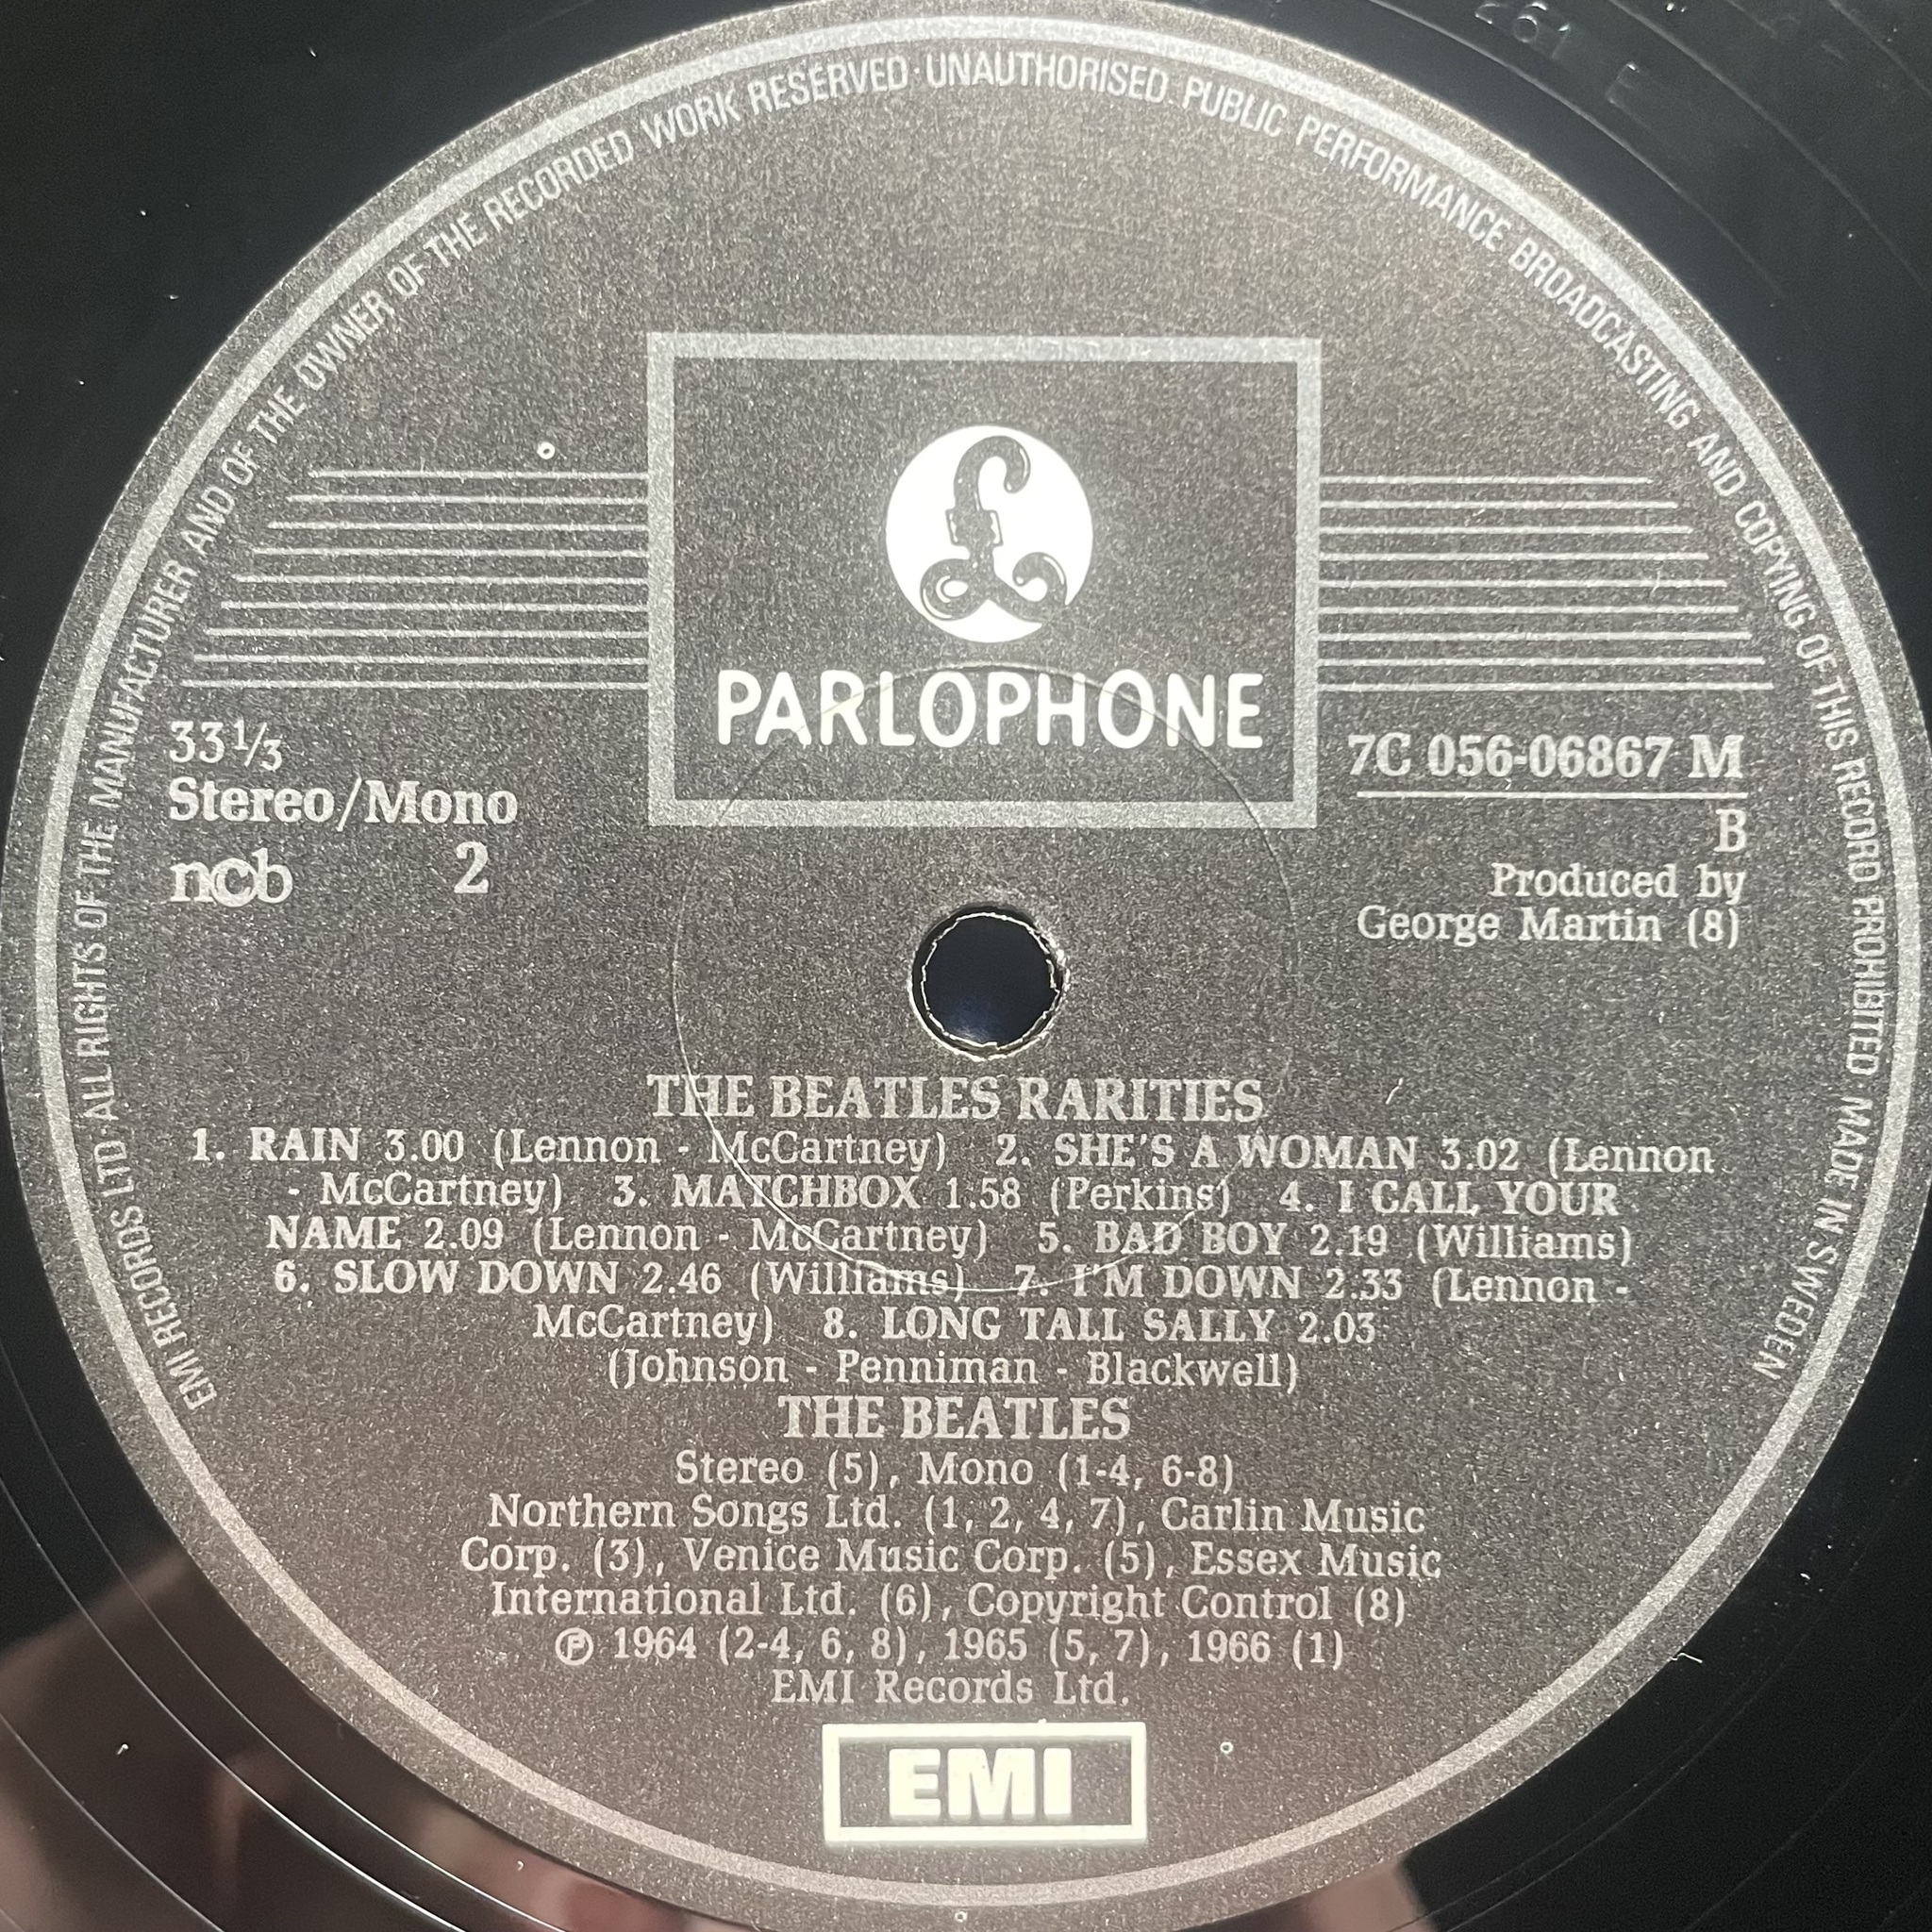 EMI RECORDS LTD · ALL RIGHTS OF THE MANUFACTURER AND OF THE OWNER OF THE RECORDED WORK RESERVED · UNAUTHORISED PUBLIC PERFORMANCE BROADCASTING AND COPYING OF THIS RECORD PROHIBITED · MADE IN SWEDEN
PARLOPHONE
33⅓
Stereo/Mono
ncb 2
7C 056-06867 M
B
Produced by
George Martin (8)
THE BEATLES RARITIES
1. RAIN 3.00 (Lennon - McCartney) 2. SHE'S A WOMAN 3.02 (Lennon
- McCartney) 3. MATCHBOX 1.58 (Perkins) 4. I CALL YOUR
NAME 2.09 (Lennon - McCartney) 5. BAD BOY 2.19 (Williams)
6. SLOW DOWN 2.46 (Williams) 7. I'M DOWN 2.33 (Lennon -
McCartney) 8. LONG TALL SALLY 2.03
(Johnson - Penniman - Blackwell)
THE BEATLES
Stereo (5), Mono (1-4, 6-8)
Northern Songs Ltd. (1, 2, 4, 7), Carlin Music
Corp. (3), Venice Music Corp. (5), Essex Music
International Ltd. (6), Copyright Control (8)
℗ 1964 (2-4, 6, 8), 1965 (5, 7), 1966 (1)
EMI Records Ltd.
EMI